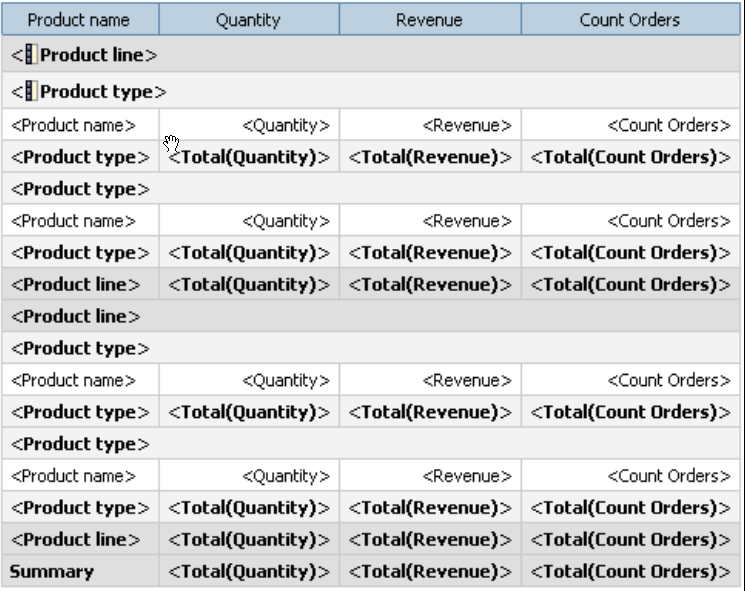 Product name Quantity Revenue Count Orders
<Product line>
<Product type>
<Product name> <Quantity> <Revenue> <Count Orders>
<Product type> <Total(Quantity)> <Total(Revenue)> <Total(Count Orders)>
<Product type>
<Product name> <Quantity> <Revenue> <Count Orders>
<Product type> <Total(Quantity)> <Total(Revenue)> <Total(Count Orders)>
<Product line> <Total(Quantity)> <Total(Revenue)> <Total(Count Orders)>
<Product line>
<Product type>
<Product name> <Quantity> <Revenue> <Count Orders>
<Product type> <Total(Quantity)> <Total(Revenue)> <Total(Count Orders)>
<Product type>
<Product name> <Quantity> <Revenue> <Count Orders>
<Product type> <Total(Quantity)> <Total(Revenue)> <Total(Count Orders)>
<Product line> <Total(Quantity)> <Total(Revenue)> <Total(Count Orders)>
Summary <Total(Quantity)> <Total(Revenue)> <Total(Count Orders)>